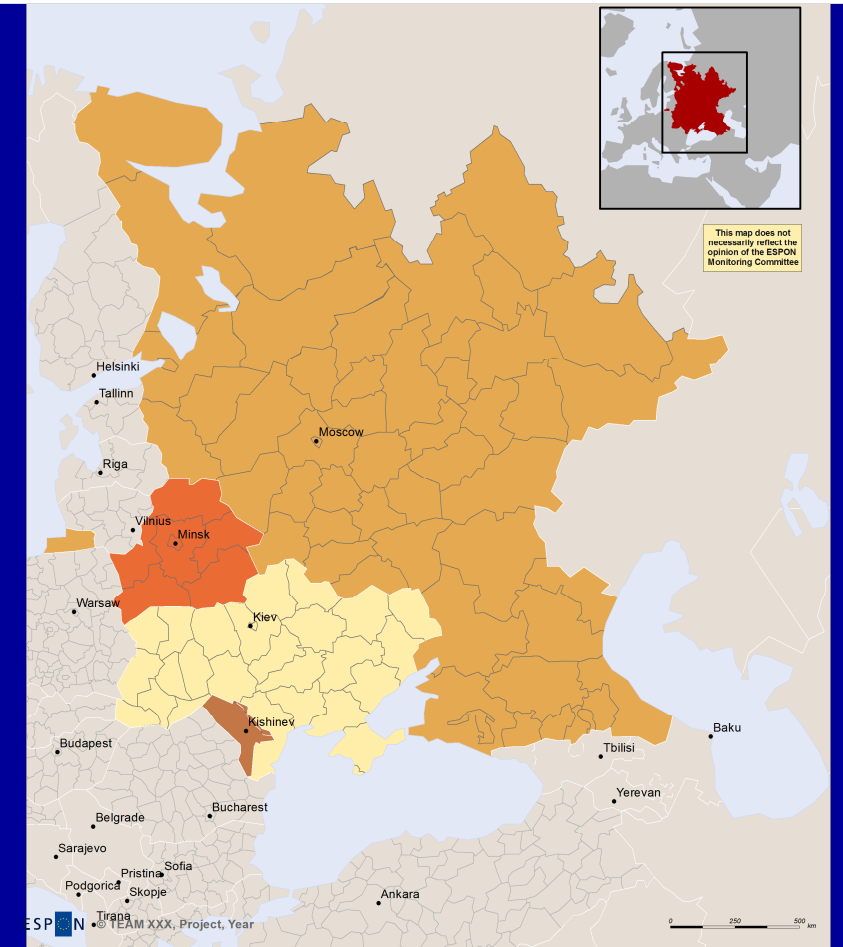 This map does not
necessarily reflect the
opinion of the ESPON
Monitoring Committee
Helsinki
Tallinn
Moscow
Riga
Vilnius
Minsk
Warsaw
Kiev
Kishinev
Baku
Budapest
Tbilisi
Yerevan
Bucharest
Belgrade
Sarajevo
Sofia
Pristina
Podgorica
Skopje
Ankara
Tirana
ESPON © TEAM XXX, Project, Year
0 250 500
km